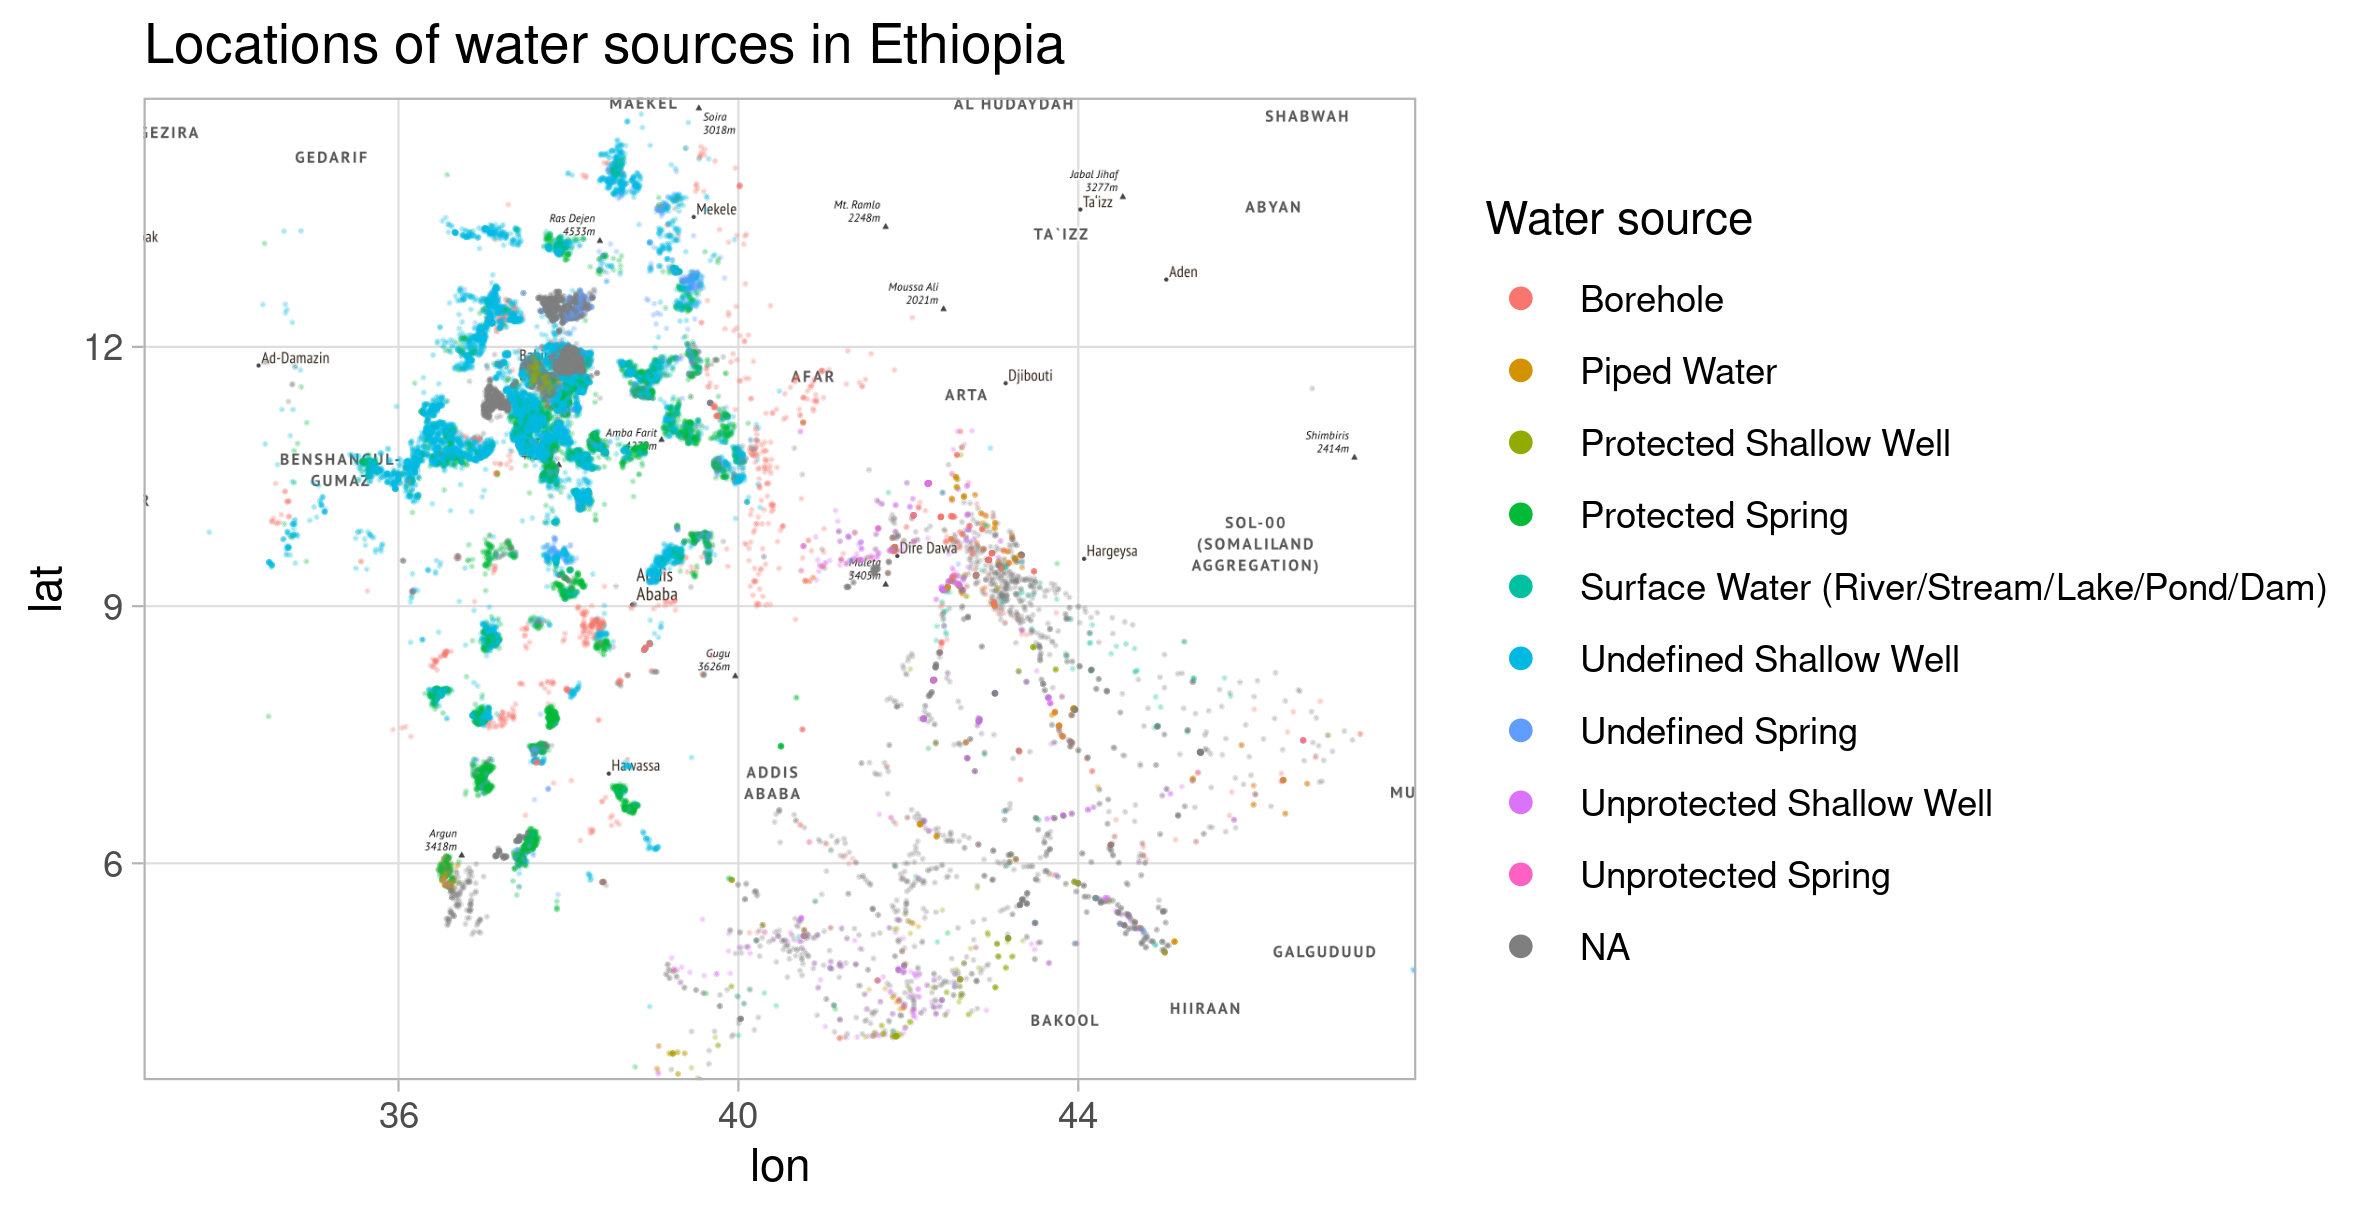 Locations of water sources in Ethiopia
MAEKEL
AL HUDAYDAH
Soira
3018m
SHABWAH
GEZIRA
GEDARIF
Jabal Jihaf
3277m
Ta'izz
Mt. Ramlo
2248m
ABYAN
Mekele
Ras Dejen
4533m
TA`IZZ
ak
Aden
Moussa Ali
2021m
12
Ad-Damazin
AFAR
Djibouti
ARTA
Amba Farit
Shimbiris
2414m
BENSHANGUL-
GUMAZ
R
SOL-00
(SOMALILAND
AGGREGATION)
Dire Dawa
Hargeysa
Muleta
3405m
Addis
Ababa
9
Gugu
3626m
Hawassa
ADDIS
ABABA
MU
Argun
3418m
6
GALGUDUUD
HIIRAAN
BAKOOL
36
40
44
lon
lat
Water source
Borehole
Piped Water
Protected Shallow Well
Protected Spring
Surface Water (River/Stream/Lake/Pond/Dam)
Undefined Shallow Well
Undefined Spring
Unprotected Shallow Well
Unprotected Spring
NA